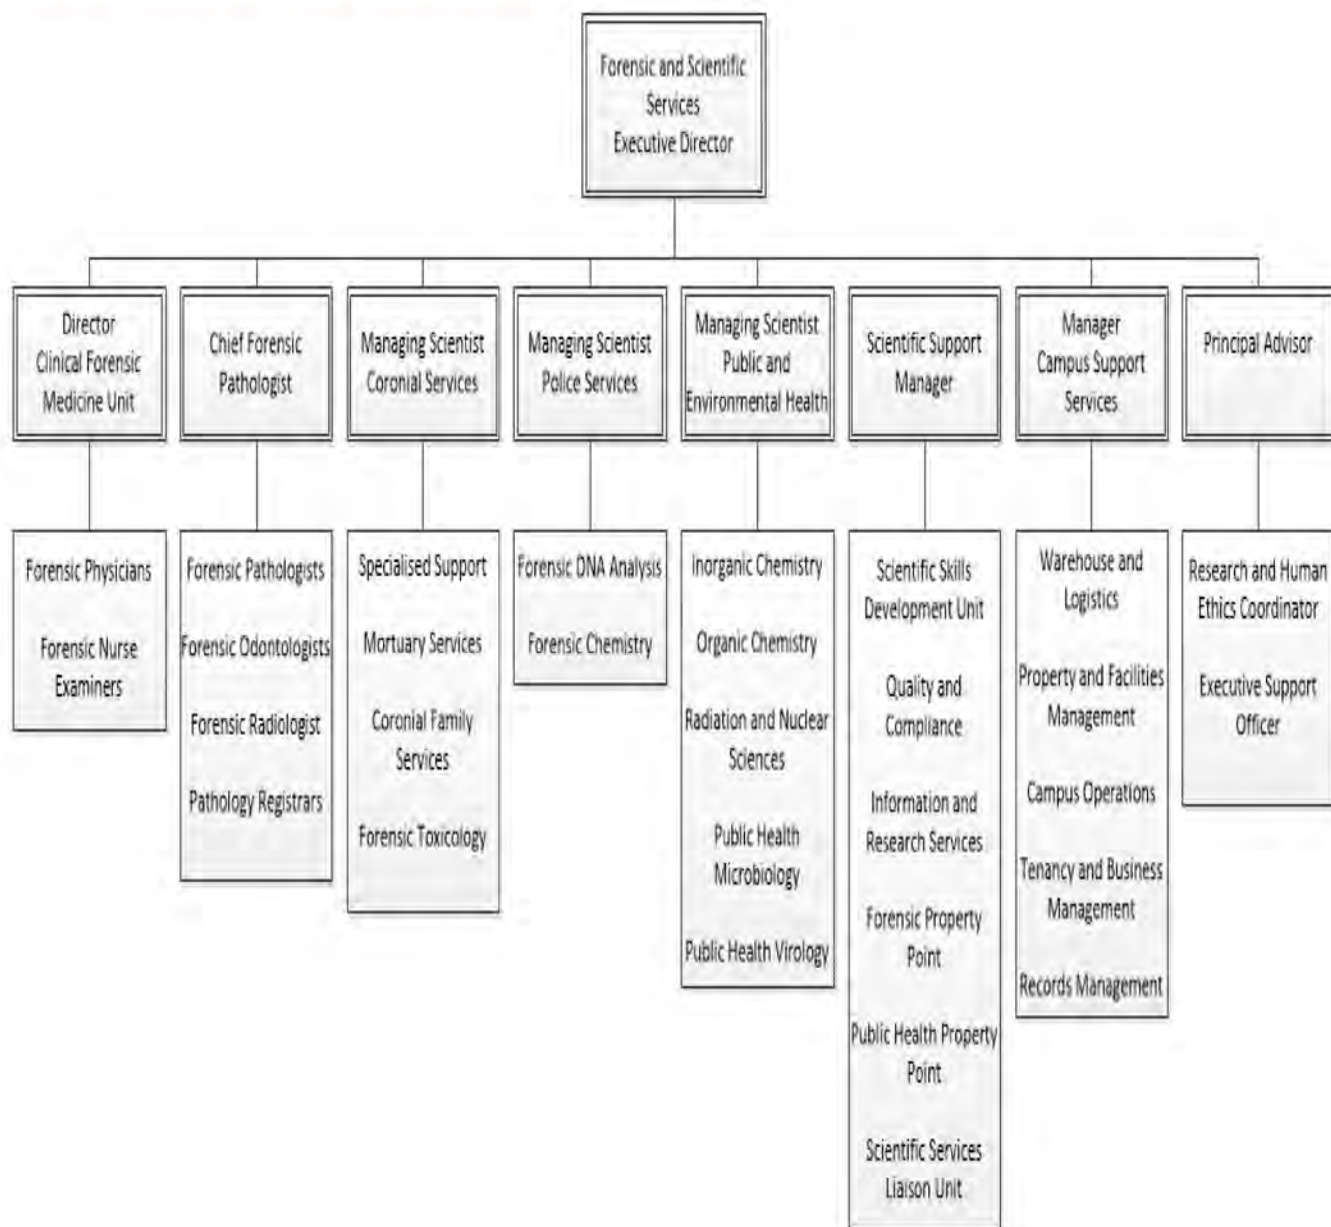 Forensic and Scientific
Services
Executive Director
Director
Clinical Forensic
Medicine Unit
Chief Forensic
Pathologist
Managing Scientist
Coronial Services
Managing Scientist
Police Services
Managing Scientist
Public and
Environmental Health
Scientific Support
Manager
Manager
Campus Support
Services
Principal Advisor
Forensic Physicians
Forensic Nurse
Examiners
Forensic Pathologists
Forensic Odontologists
Forensic Radiologist
Pathology Registrars
Specialised Support
Mortuary Services
Coronial Family
Services
Forensic Toxicology
Forensic DNA Analysis
Forensic Chemistry
Inorganic Chemistry
Organic Chemistry
Radiation and Nuclear
Sciences
Public Health
Microbiology
Public Health Virology
Scientific Skills
Development Unit
Quality and
Compliance
Information and
Research Services
Forensic Property
Point
Public Health Property
Point
Scientific Services
Liaison Unit
Warehouse and
Logistics
Property and Facilities
Management
Campus Operations
Tenancy and Business
Management
Records Management
Research and Human
Ethics Coordinator
Executive Support
Officer